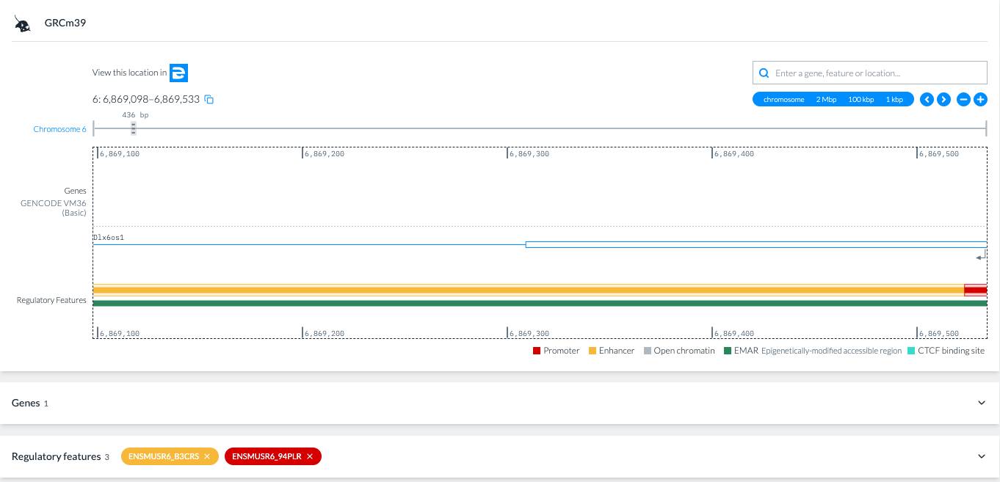 GRCm39
View this location in
Enter a gene, feature or location...
6: 6,869,098–6,869,533
chromosome 2 Mbp 100 kbp 1 kbp
436 bp
Chromosome 6
6,869,100 6,869,200 6,869,300 6,869,400 6,869,500
Genes
GENCODE VM36
(Basic)
Dlx6os1
Regulatory Features
6,869,100 6,869,200 6,869,300 6,869,400 6,869,500
Promoter Enhancer Open chromatin EMAR Epigenetically-modified accessible region CTCF binding site
Genes 1
Regulatory features 3 ENSMUSR6_B3CRS ENSMUSR6_94PLR